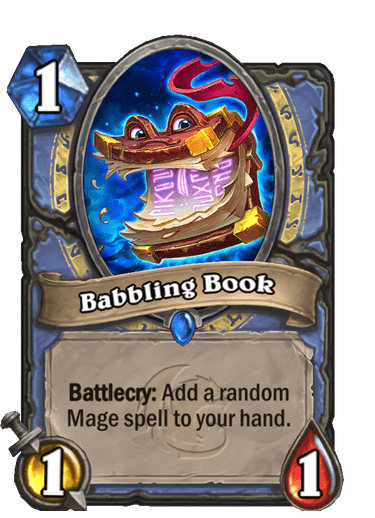 1
Babbling Book
Battlecry: Add a random
Mage spell to your hand.
1
1